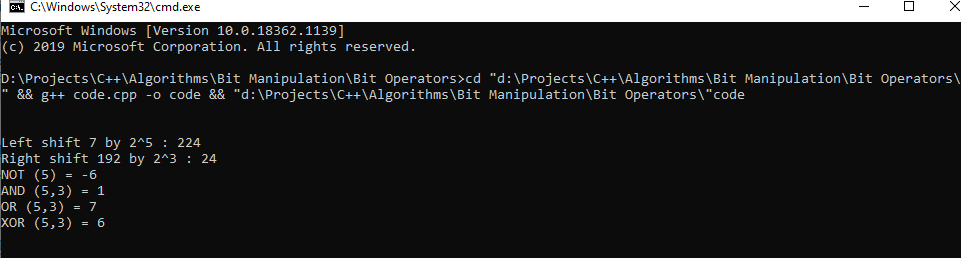 C:\Windows\System32\cmd.exe
Microsoft Windows [Version 10.0.18362.1139]
(c) 2019 Microsoft Corporation. All rights reserved.
D:\Projects\C++\Algorithms\Bit Manipulation\Bit Operators>cd "d:\Projects\C++\Algorithms\Bit Manipulation\Bit Operators\
" && g++ code.cpp -o code && "d:\Projects\C++\Algorithms\Bit Manipulation\Bit Operators\"code
Left shift 7 by 2^5 : 224
Right shift 192 by 2^3 : 24
NOT (5) = -6
AND (5,3) = 1
OR (5,3) = 7
XOR (5,3) = 6